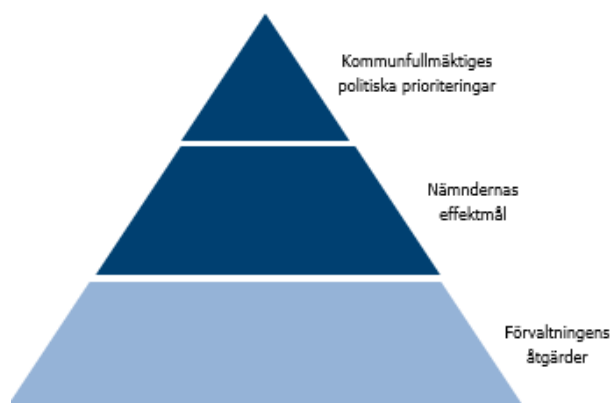 Kommunfullmäktiges
politiska prioriteringar
Nämndernas
effektmål
Förvaltningens
åtgärder